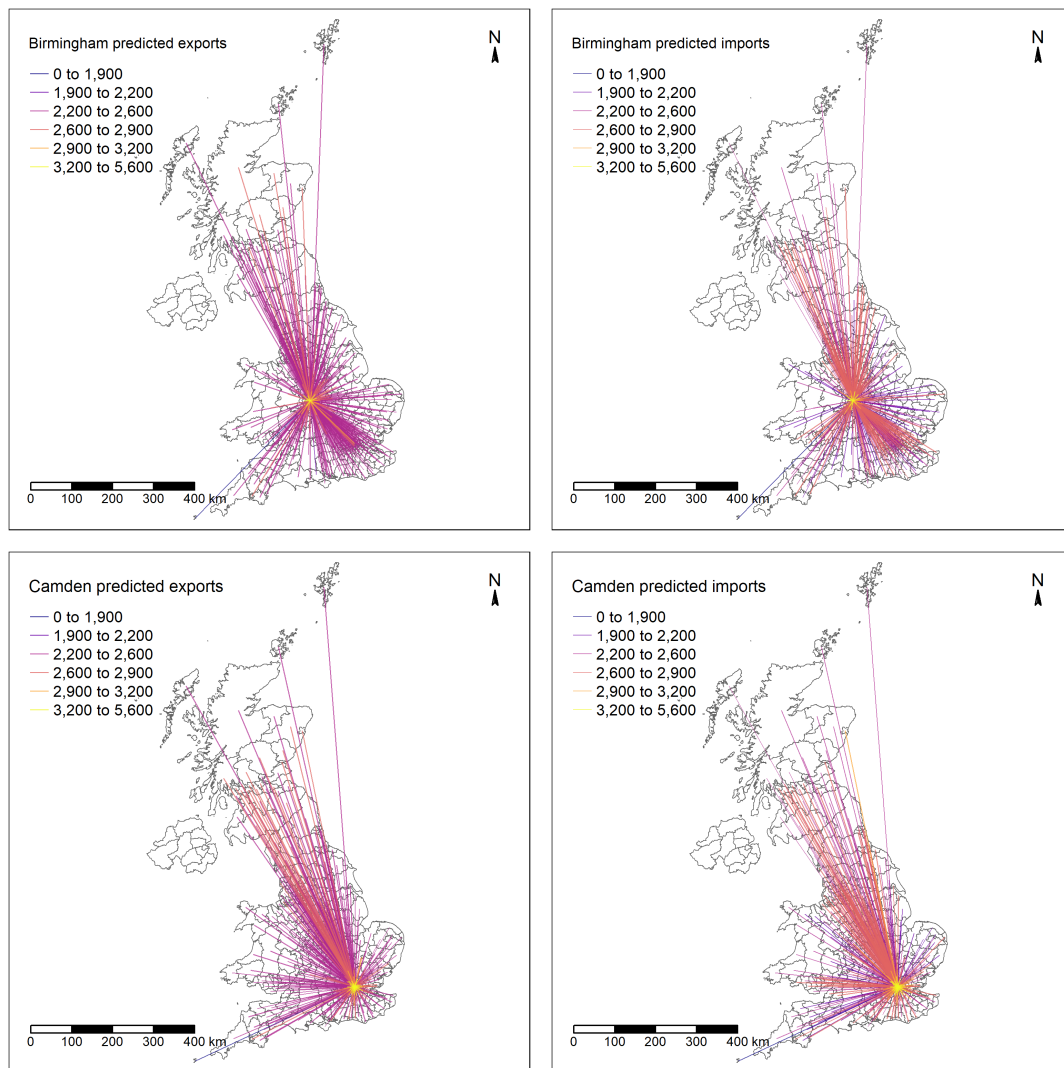 Birmingham predicted exports
N
0 to 1,900
1,900 to 2,200
2,200 to 2,600
2,600 to 2,900
2,900 to 3,200
3,200 to 5,600
0 100 200 300 400 km
Birmingham predicted imports
N
0 to 1,900
1,900 to 2,200
2,200 to 2,600
2,600 to 2,900
2,900 to 3,200
3,200 to 5,600
0 100 200 300 400 km
Camden predicted exports
N
0 to 1,900
1,900 to 2,200
2,200 to 2,600
2,600 to 2,900
2,900 to 3,200
3,200 to 5,600
0 100 200 300 400 km
Camden predicted imports
N
0 to 1,900
1,900 to 2,200
2,200 to 2,600
2,600 to 2,900
2,900 to 3,200
3,200 to 5,600
0 100 200 300 400 km